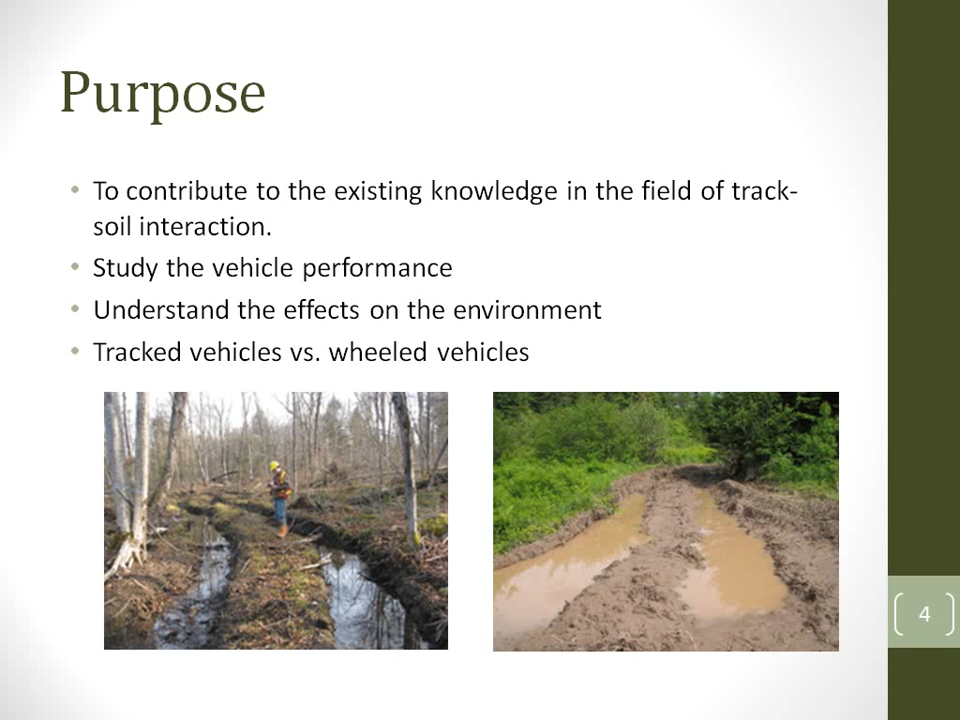 Purpose
• To contribute to the existing knowledge in the field of track-
soil interaction.
• Study the vehicle performance
• Understand the effects on the environment
• Tracked vehicles vs. wheeled vehicles
4